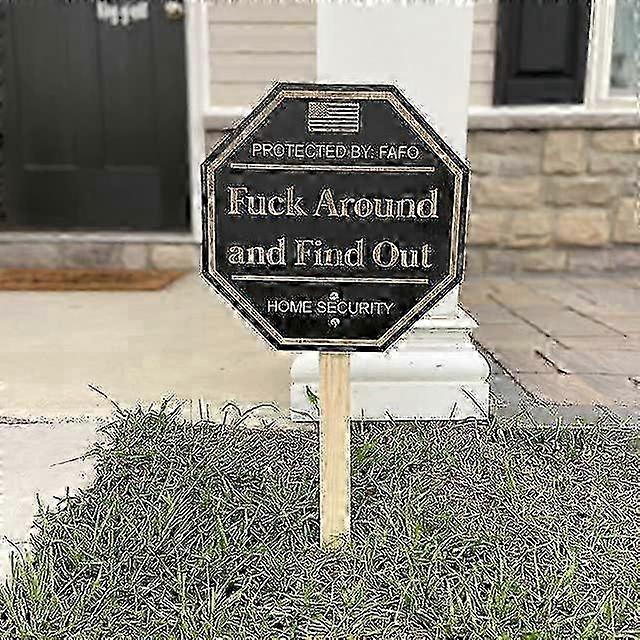 PROTECTED BY: FAFO
Fuck Around
and Find Out
HOME SECURITY